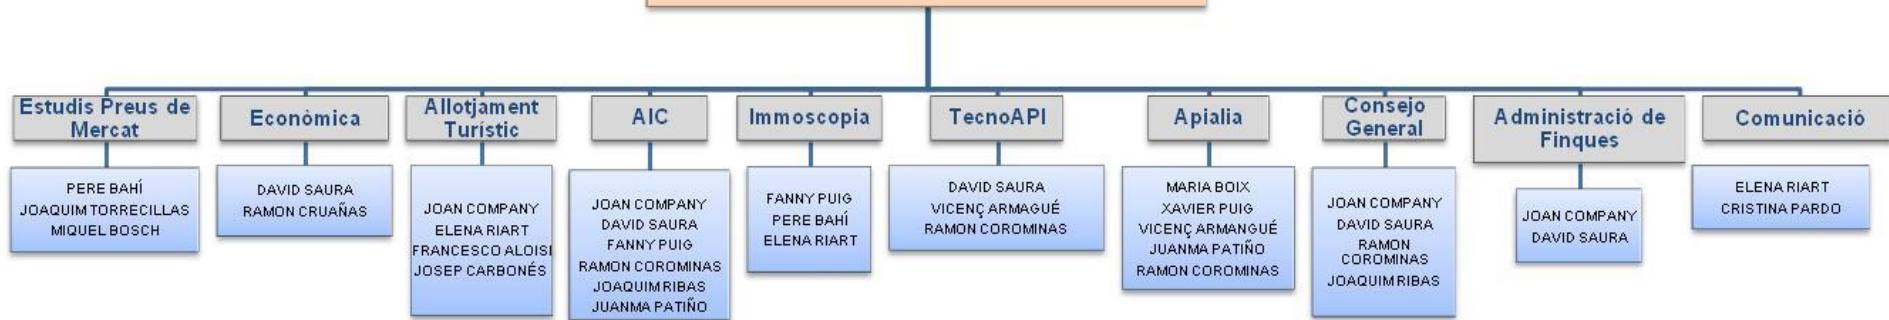 Estudis Preus de
Mercat
PERE BAHÍ
JOAQUIM TORRECILLAS
MIQUEL BOSCH
Econòmica
DAVID SAURA
RAMON CRUAÑAS
Allotjament
Turístic
JOAN COMPANY
ELENA RIART
FRANCESCO ALOISI
JOSEP CARBONÉS
AIC
JOAN COMPANY
DAVID SAURA
FANNY PUIG
RAMON COROMINAS
JOAQUIM RIBAS
JUANMA PATIÑO
Immoscopia
FANNY PUIG
PERE BAHÍ
ELENA RIART
TecnoAPI
DAVID SAURA
VICENÇ ARMAGUÉ
RAMON COROMINAS
Apialia
MARIA BOIX
XAVIER PUIG
VICENÇ ARMANGUÉ
JUANMA PATIÑO
RAMON COROMINAS
Consejo
General
JOAN COMPANY
DAVID SAURA
RAMON
COROMINAS
JOAQUIM RIBAS
Administració de
Finques
JOAN COMPANY
DAVID SAURA
Comunicació
ELENA RIART
CRISTINA PARDO